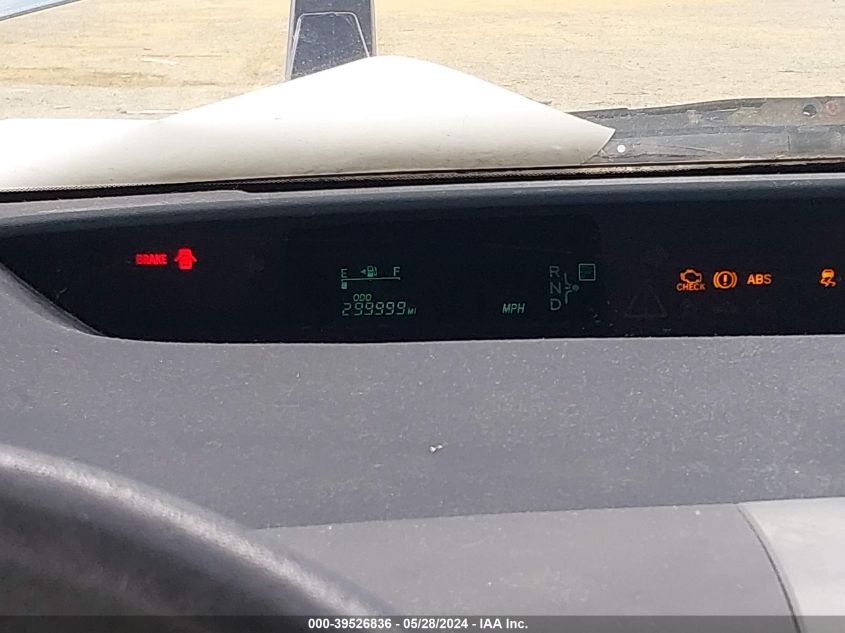 BRAKE
E F
ODO
299999 MI
MPH
R
N
D
CHECK
ABS
000-39526836 - 05/28/2024 - IAA Inc.